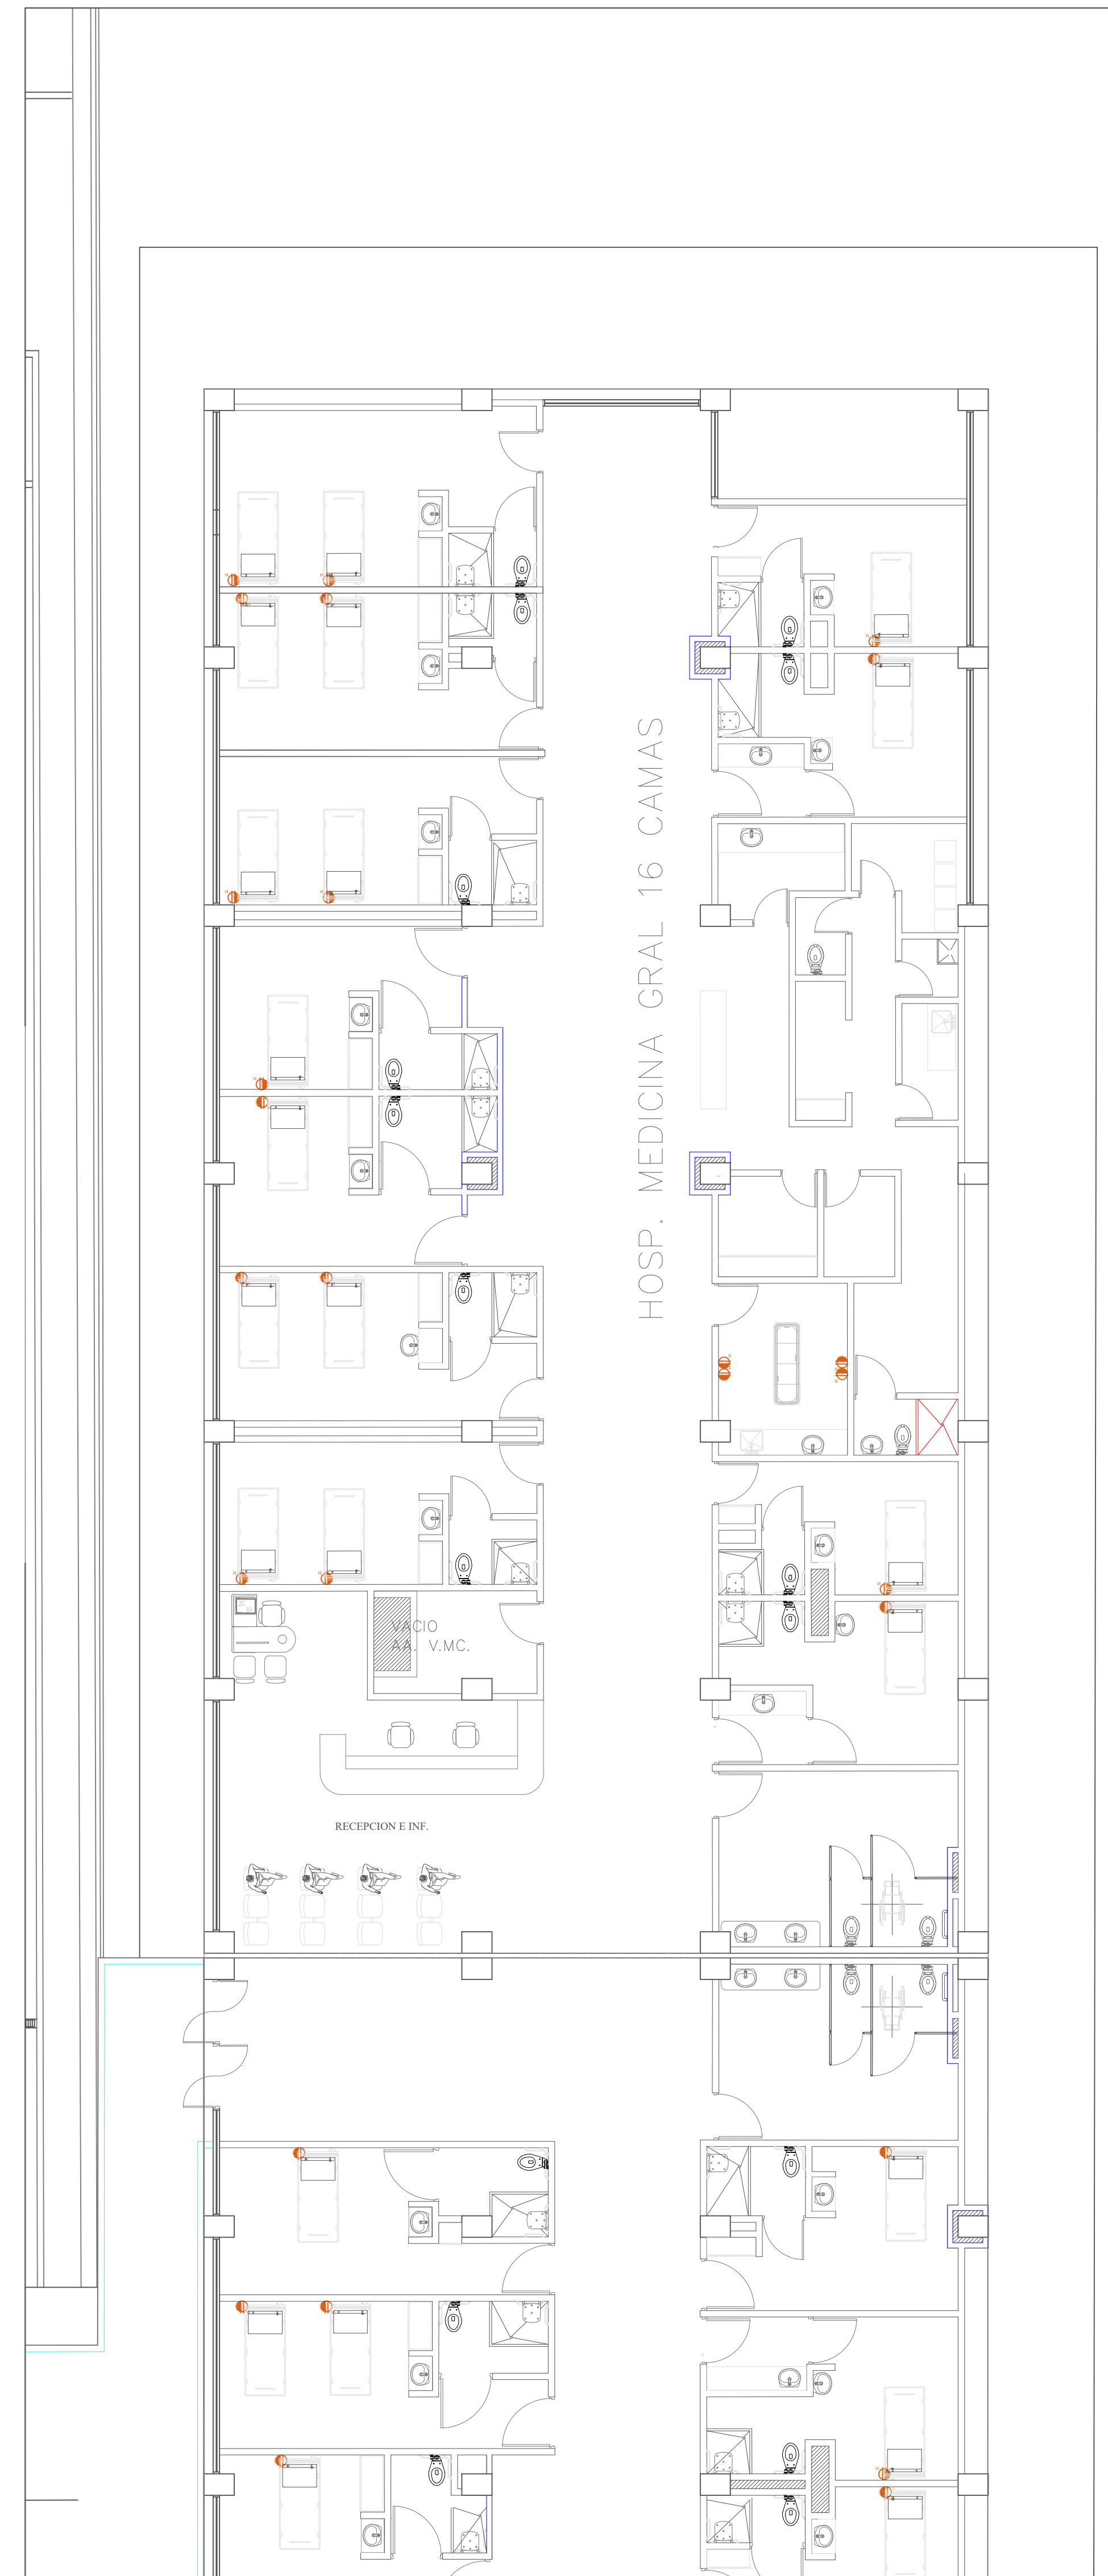 HOSP. MEDICINA GRAL 16 CAMAS
VACIO
AA. V.MC.
RECEPCION E INF.